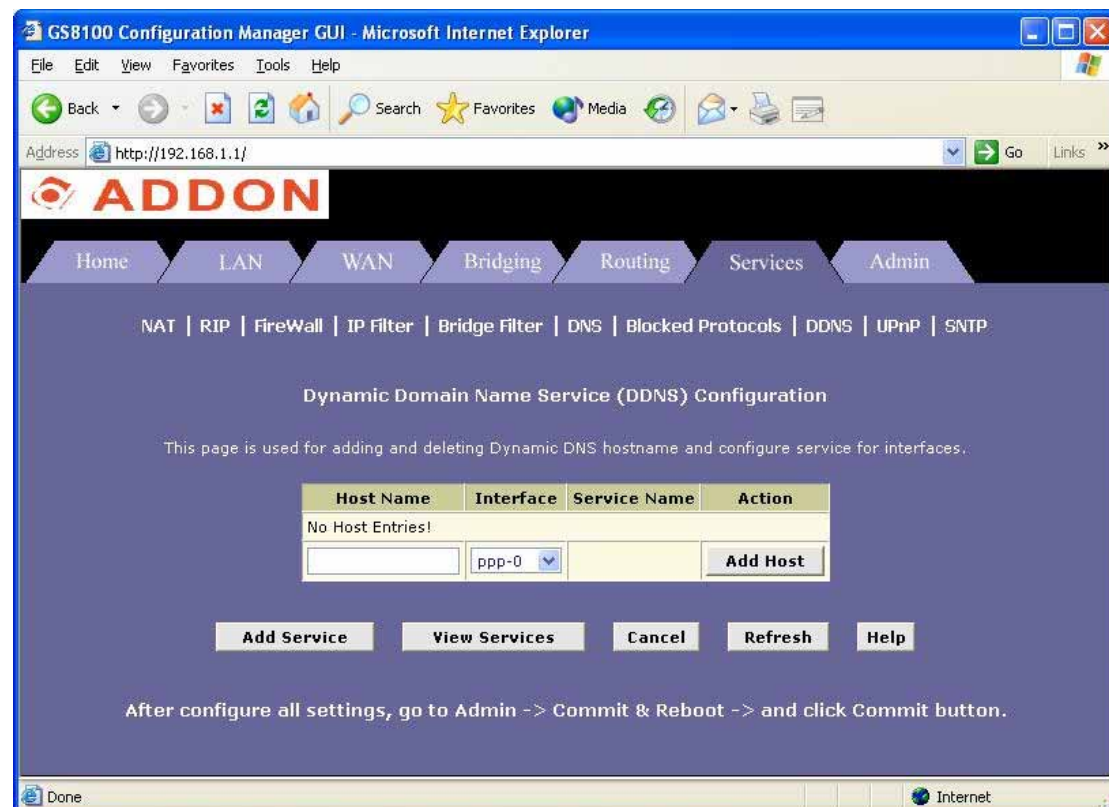 GS8100 Configuration Manager GUI - Microsoft Internet Explorer
File Edit View Favorites Tools Help
Back Search Favorites Media
Address http://192.168.1.1/ Go Links »
ADDON
Home LAN WAN Bridging Routing Services Admin
NAT | RIP | FireWall | IP Filter | Bridge Filter | DNS | Blocked Protocols | DDNS | UPnP | SNTP
Dynamic Domain Name Service (DDNS) Configuration
This page is used for adding and deleting Dynamic DNS hostname and configure service for interfaces.
Host Name Interface Service Name Action
No Host Entries!
ppp-0 Add Host
Add Service View Services Cancel Refresh Help
After configure all settings, go to Admin -> Commit & Reboot -> and click Commit button.
Done Internet